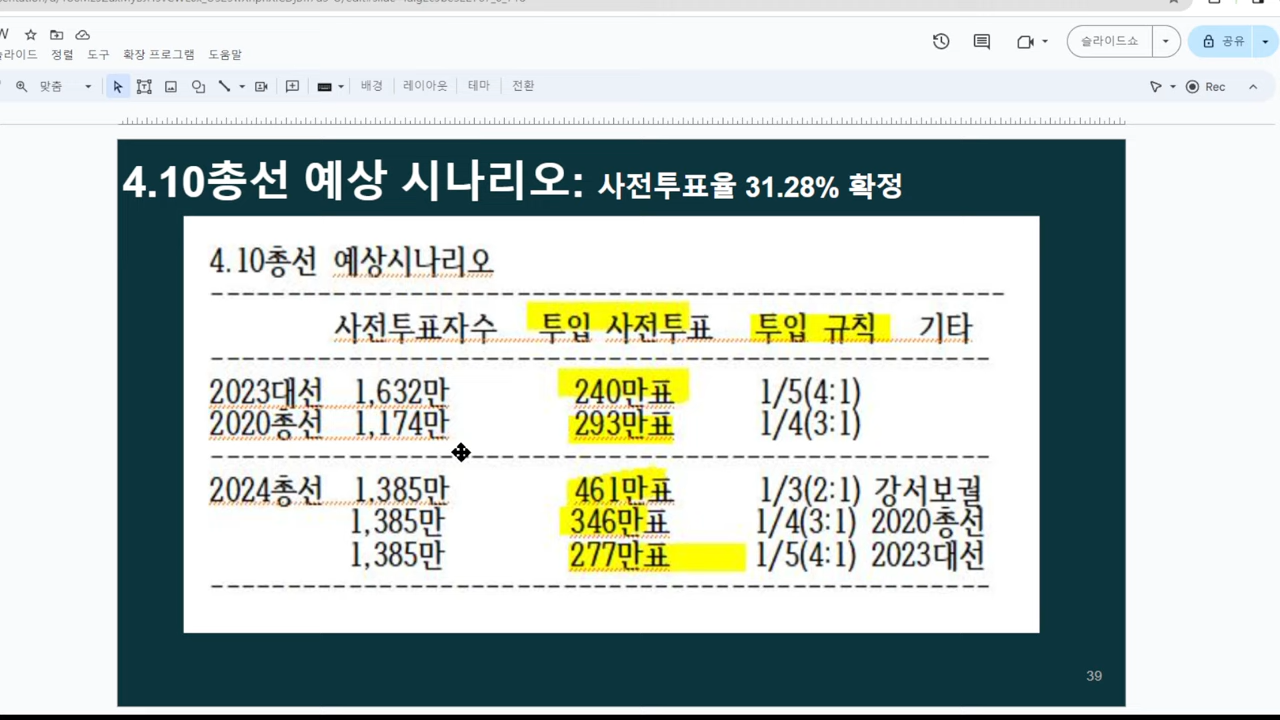 슬라이드 정렬 도구 확장 프로그램 도움말
슬라이드쇼
공유
맞춤
배경 레이아웃 테마 전환
Rec
4.10총선 예상 시나리오: 사전투표율 31.28% 확정
4.10총선 예상시나리오
사전투표자수 투입 사전투표 투입 규칙 기타
2023대선 1,632만 240만표 1/5(4:1)
2020총선 1,174만 293만표 1/4(3:1)
2024총선 1,385만 461만표 1/3(2:1) 강서보궐
1,385만 346만표 1/4(3:1) 2020총선
1,385만 277만표 1/5(4:1) 2023대선
39